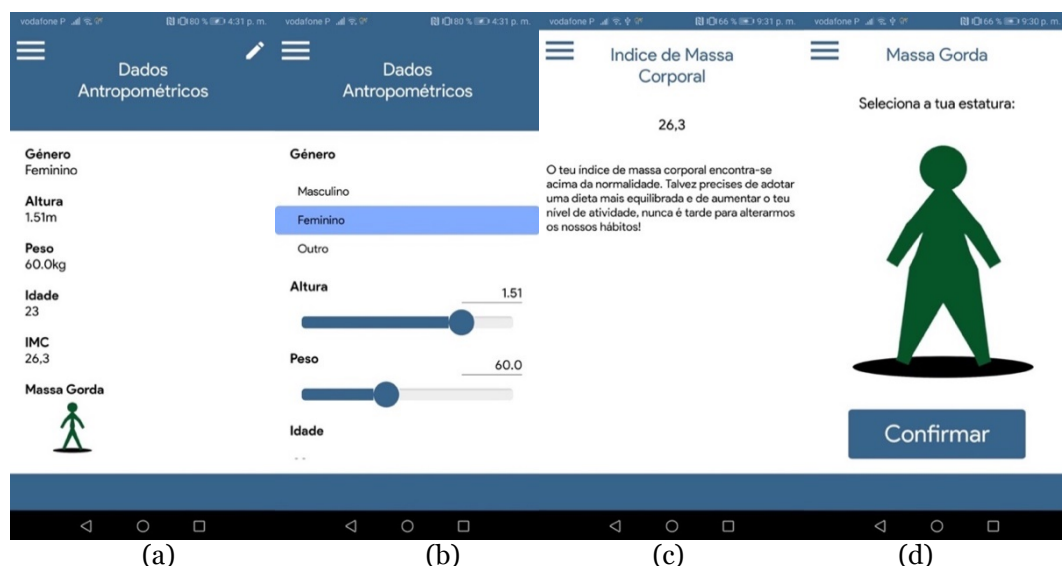 vodafone P 80 % 4:31 p. m.
Dados
Antropométricos
Género
Feminino
Altura
1.51m
Peso
60.0kg
Idade
23
IMC
26,3
Massa Gorda
(a)
vodafone P 80 % 4:31 p. m.
Dados
Antropométricos
Género
Masculino
Feminino
Outro
Altura
1.51
Peso
60.0
Idade
(b)
vodafone P 66 % 9:31 p. m.
Indice de Massa
Corporal
26,3
O teu índice de massa corporal encontra-se
acima da normalidade. Talvez precises de adotar
uma dieta mais equilibrada e de aumentar o teu
nível de atividade, nunca é tarde para alterarmos
os nossos hábitos!
(c)
vodafone P 66 % 9:30 p. m.
Massa Gorda
Seleciona a tua estatura:
Confirmar
(d)